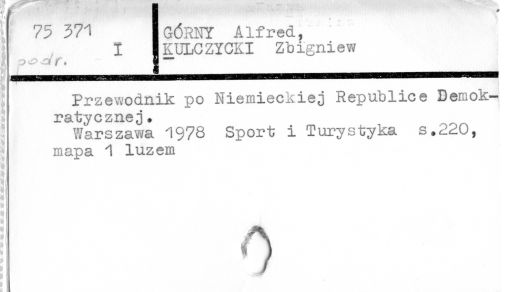 75 371
I
podr.
GÓRNY Alfred,
KULCZYCKI Zbigniew
Przewodnik po Niemieckiej Republice Demok-
ratycznej.
Warszawa 1978 Sport i Turystyka s.220,
mapa 1 luzem